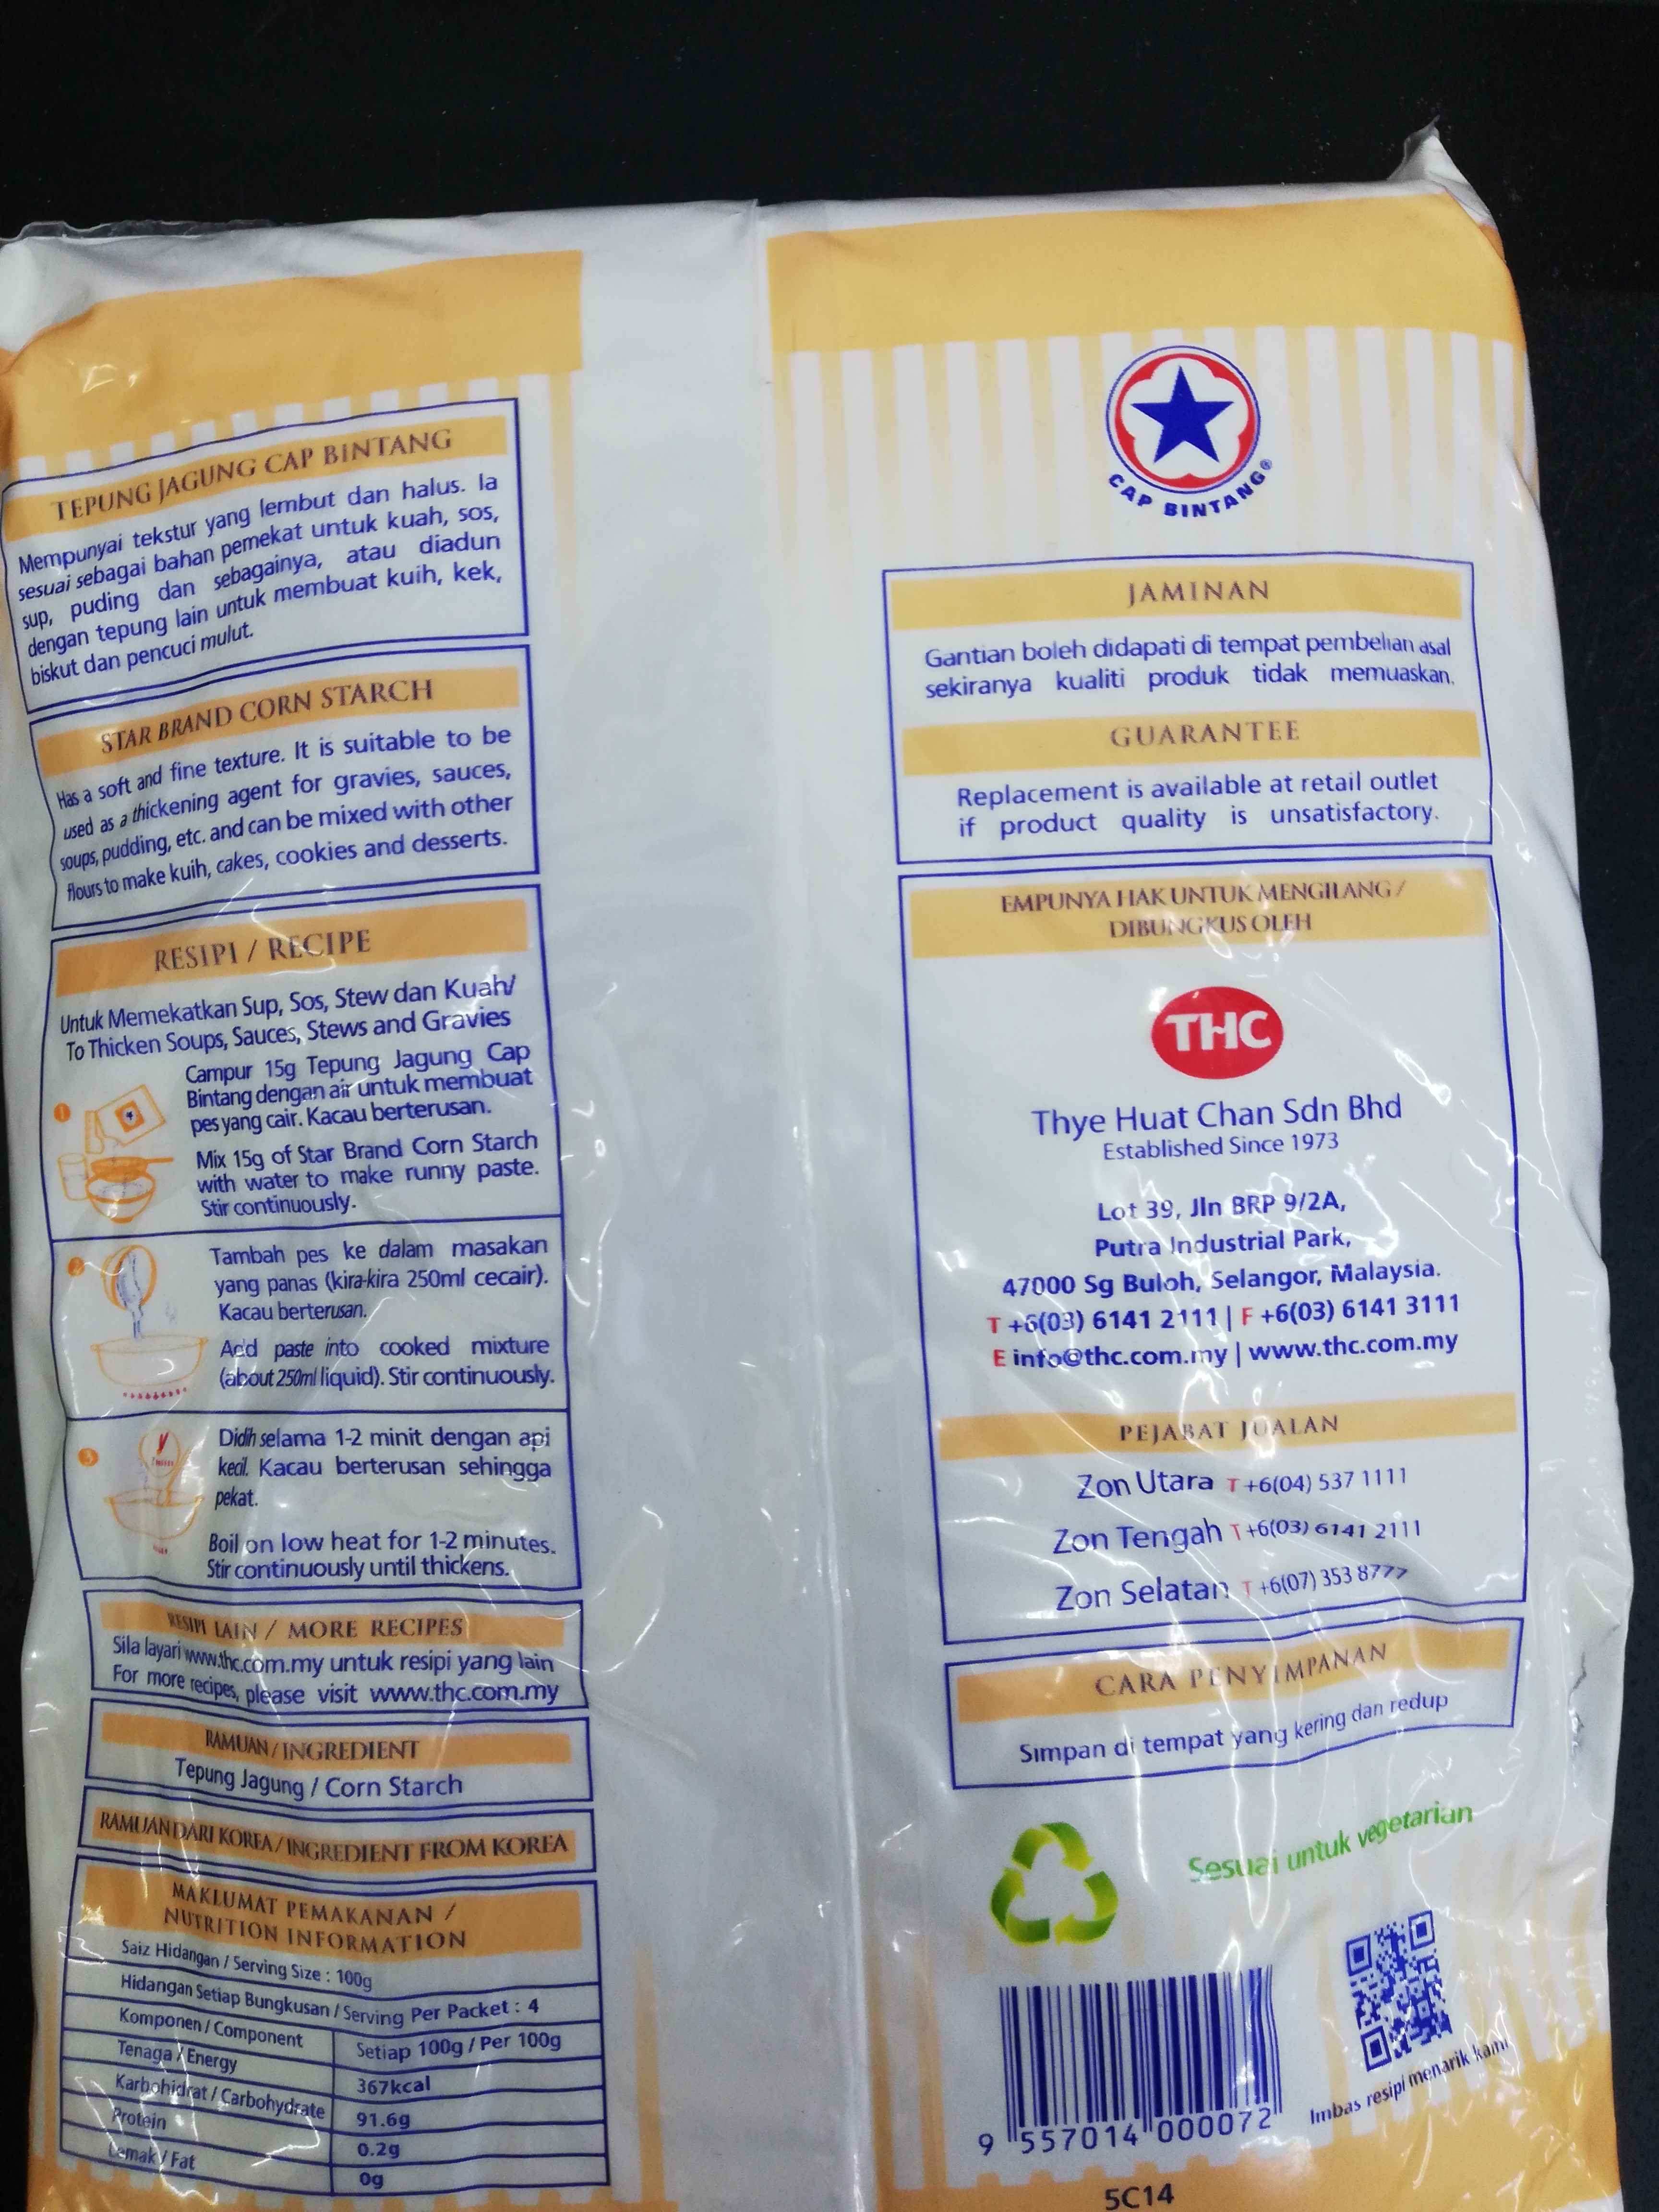 TEPUNG JAGUNG CAP BINTANG
Mempunyai tekstur yang lembut dan halus. Ia
sesuai sebagai bahan pemekat untuk kuah, sos,
sup, puding dan sebagainya, atau diadun
dengan tepung lain untuk membuat kuih, kek,
biskut dan pencuci mulut.
STAR BRAND CORN STARCH
Has a soft and fine texture. It is suitable to be
used as a thickening agent for gravies, sauces,
soups, pudding, etc. and can be mixed with other
flours to make kuih, cakes, cookies and desserts.
RESIPI / RECIPE
Untuk Memekatkan Sup, Sos, Stew dan Kuah/
To Thicken Soups, Sauces, Stews and Gravies
1
Campur 15g Tepung Jagung Cap
Bintang dengan air untuk membuat
pes yang cair. Kacau berterusan.
Mix 15g of Star Brand Corn Starch
with water to make runny paste.
Stir continuously.
2
Tambah pes ke dalam masakan
yang panas (kira-kira 250ml cecair).
Kacau berterusan.
Add paste into cooked mixture
(about 250ml liquid). Stir continuously.
3
Didih selama 1-2 minit dengan api
kecil. Kacau berterusan sehingga
pekat.
Boil on low heat for 1-2 minutes.
Stir continuously until thickens.
RESIPI LAIN / MORE RECIPES
Sila layari www.thc.com.my untuk resipi yang lain
For more recipes, please visit www.thc.com.my
RAMUAN / INGREDIENT
Tepung Jagung / Corn Starch
RAMUAN DARI KOREA / INGREDIENT FROM KOREA
MAKLUMAT PEMAKANAN /
NUTRITION INFORMATION
Saiz Hidangan / Serving Size : 100g
Hidangan Setiap Bungkusan / Serving Per Packet : 4
Komponen / Component Setiap 100g / Per 100g
Tenaga / Energy 367kcal
Karbohidrat / Carbohydrate 91.6g
Protein 0.2g
Lemak / Fat 0g
CAP BINTANG®
JAMINAN
Gantian boleh didapati di tempat pembelian asal
sekiranya kualiti produk tidak memuaskan.
GUARANTEE
Replacement is available at retail outlet
if product quality is unsatisfactory.
EMPUNYA HAK UNTUK MENGILANG /
DIBUNGKUS OLEH
THC
Thye Huat Chan Sdn Bhd
Established Since 1973
Lot 39, Jln BRP 9/2A,
Putra Industrial Park,
47000 Sg Buloh, Selangor, Malaysia.
T +6(03) 6141 2111 | F +6(03) 6141 3111
E info@thc.com.my | www.thc.com.my
PEJABAT JUALAN
Zon Utara T +6(04) 537 1111
Zon Tengah T +6(03) 6141 2111
Zon Selatan T +6(07) 353 8777
CARA PENYIMPANAN
Simpan di tempat yang kering dan redup
Sesuai untuk vegetarian
Imbas resipi menarik kami
9 557014 000072
5C14